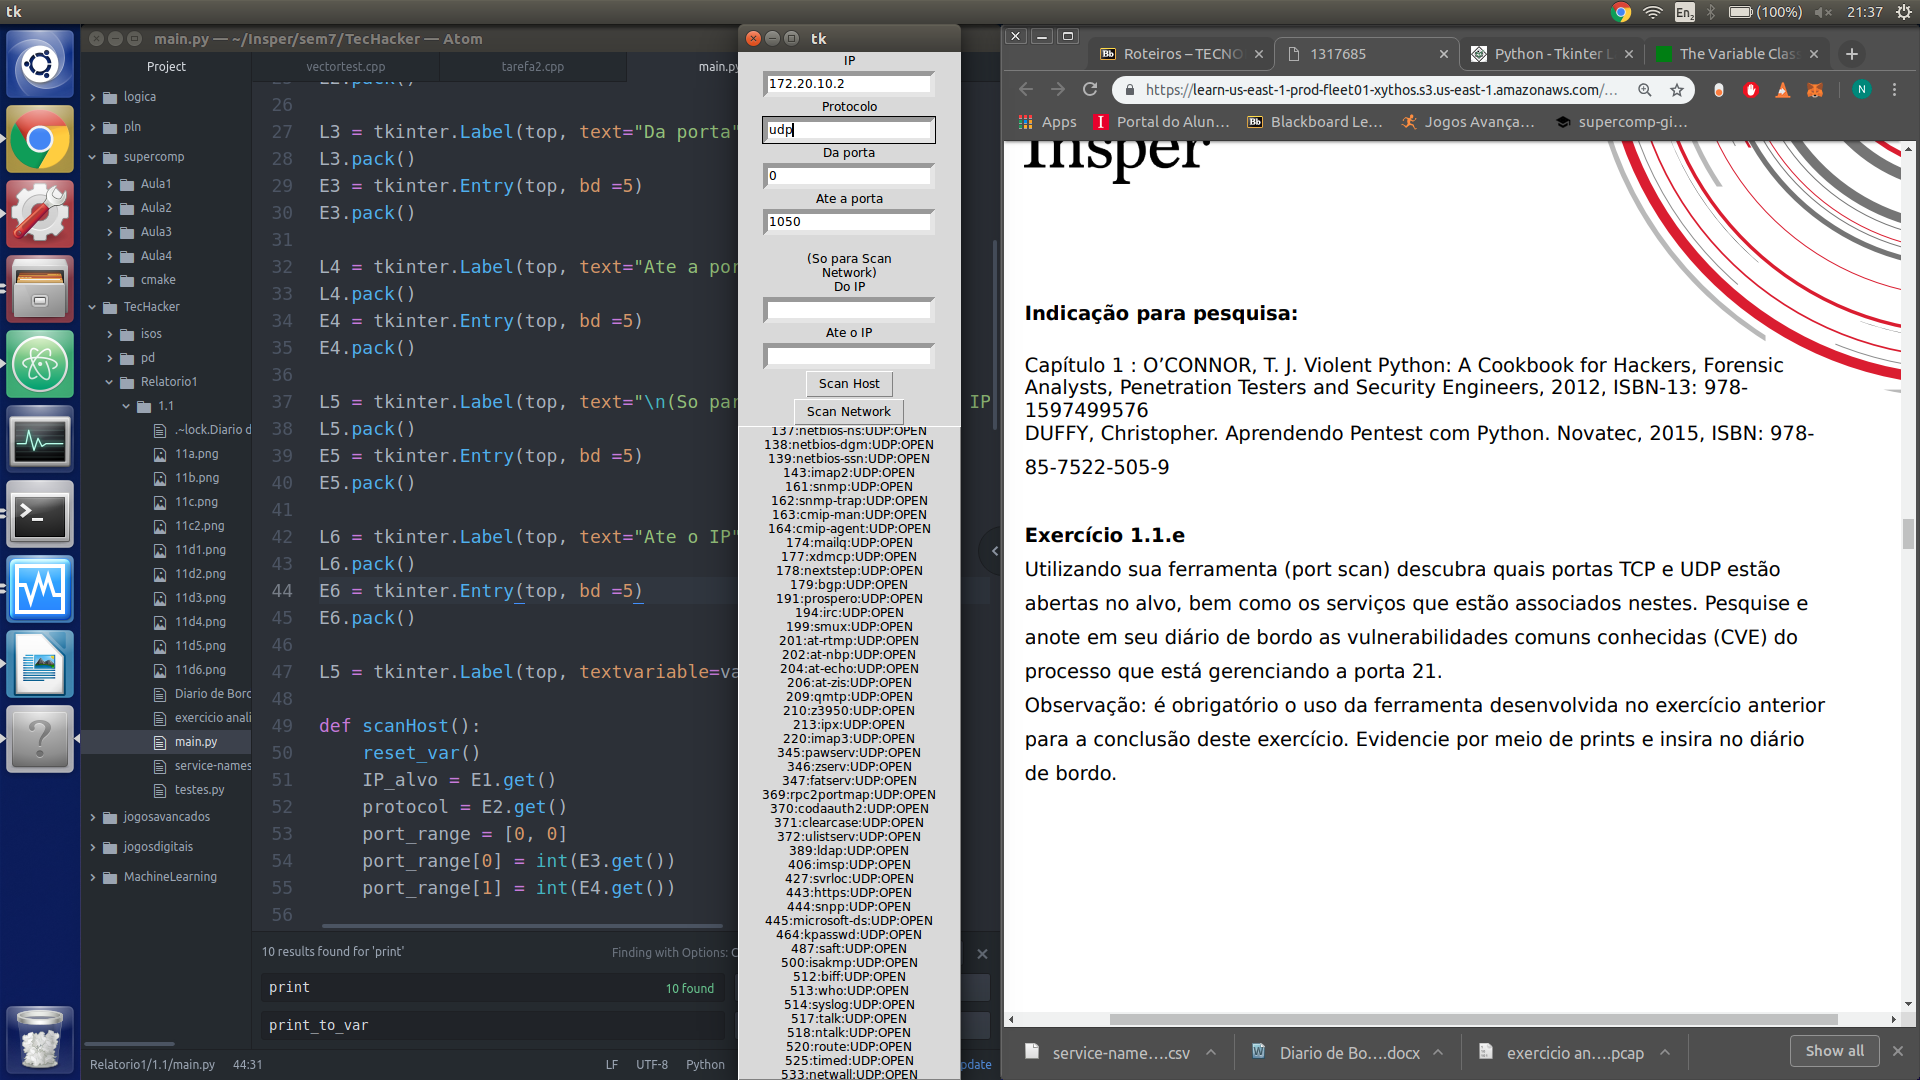 tk
En2
(100%)
21:37
main.py — ~/Insper/sem7/TecHacker — Atom
Project
logica
pln
supercomp
Aula1
Aula2
Aula3
Aula4
cmake
TecHacker
isos
pd
Relatorio1
1.1
.~lock.Diario d
11a.png
11b.png
11c.png
11c2.png
11d1.png
11d2.png
11d3.png
11d4.png
11d5.png
11d6.png
Diario de Bord
exercicio anali
main.py
service-names
testes.py
jogosavancados
jogosdigitais
MachineLearning
vectortest.cpp
tarefa2.cpp
main.py
26
27 L3 = tkinter.Label(top, text="Da porta"
28 L3.pack()
29 E3 = tkinter.Entry(top, bd =5)
30 E3.pack()
31
32 L4 = tkinter.Label(top, text="Ate a por
33 L4.pack()
34 E4 = tkinter.Entry(top, bd =5)
35 E4.pack()
36
37 L5 = tkinter.Label(top, text="\n(So par IP
38 L5.pack()
39 E5 = tkinter.Entry(top, bd =5)
40 E5.pack()
41
42 L6 = tkinter.Label(top, text="Ate o IP"
43 L6.pack()
44 E6 = tkinter.Entry(top, bd =5)
45 E6.pack()
46
47 L5 = tkinter.Label(top, textvariable=va
48
49 def scanHost():
50 reset_var()
51 IP_alvo = E1.get()
52 protocol = E2.get()
53 port_range = [0, 0]
54 port_range[0] = int(E3.get())
55 port_range[1] = int(E4.get())
56
10 results found for 'print'
Finding with Options: C
print
10 found
print_to_var
Relatorio1/1.1/main.py 44:31
LF UTF-8 Python
pdate
tk
IP
172.20.10.2
Protocolo
udp
Da porta
0
Ate a porta
1050
(So para Scan
Network)
Do IP
Ate o IP
Scan Host
Scan Network
137:netbios-ns:UDP:OPEN
138:netbios-dgm:UDP:OPEN
139:netbios-ssn:UDP:OPEN
143:imap2:UDP:OPEN
161:snmp:UDP:OPEN
162:snmp-trap:UDP:OPEN
163:cmip-man:UDP:OPEN
164:cmip-agent:UDP:OPEN
174:mailq:UDP:OPEN
177:xdmcp:UDP:OPEN
178:nextstep:UDP:OPEN
179:bgp:UDP:OPEN
191:prospero:UDP:OPEN
194:irc:UDP:OPEN
199:smux:UDP:OPEN
201:at-rtmp:UDP:OPEN
202:at-nbp:UDP:OPEN
204:at-echo:UDP:OPEN
206:at-zis:UDP:OPEN
209:qmtp:UDP:OPEN
210:z3950:UDP:OPEN
213:ipx:UDP:OPEN
220:imap3:UDP:OPEN
345:pawserv:UDP:OPEN
346:zserv:UDP:OPEN
347:fatserv:UDP:OPEN
369:rpc2portmap:UDP:OPEN
370:codaauth2:UDP:OPEN
371:clearcase:UDP:OPEN
372:ulistserv:UDP:OPEN
389:ldap:UDP:OPEN
406:imsp:UDP:OPEN
427:svrloc:UDP:OPEN
443:https:UDP:OPEN
444:snpp:UDP:OPEN
445:microsoft-ds:UDP:OPEN
464:kpasswd:UDP:OPEN
487:saft:UDP:OPEN
500:isakmp:UDP:OPEN
512:biff:UDP:OPEN
513:who:UDP:OPEN
514:syslog:UDP:OPEN
517:talk:UDP:OPEN
518:ntalk:UDP:OPEN
520:route:UDP:OPEN
525:timed:UDP:OPEN
533:netwall:UDP:OPEN
Roteiros – TECNO
1317685
Python - Tkinter L
The Variable Clas
https://learn-us-east-1-prod-fleet01-xythos.s3.us-east-1.amazonaws.com/...
N
Apps
Portal do Alun...
Blackboard Le...
Jogos Avança...
supercomp-gi...
Insper
Indicação para pesquisa:
Capítulo 1 : O’CONNOR, T. J. Violent Python: A Cookbook for Hackers, Forensic
Analysts, Penetration Testers and Security Engineers, 2012, ISBN-13: 978-
1597499576
DUFFY, Christopher. Aprendendo Pentest com Python. Novatec, 2015, ISBN: 978-
85-7522-505-9
Exercício 1.1.e
Utilizando sua ferramenta (port scan) descubra quais portas TCP e UDP estão
abertas no alvo, bem como os serviços que estão associados nestes. Pesquise e
anote em seu diário de bordo as vulnerabilidades comuns conhecidas (CVE) do
processo que está gerenciando a porta 21.
Observação: é obrigatório o uso da ferramenta desenvolvida no exercício anterior
para a conclusão deste exercício. Evidencie por meio de prints e insira no diário
de bordo.
service-name....csv
Diario de Bo....docx
exercicio an....pcap
Show all